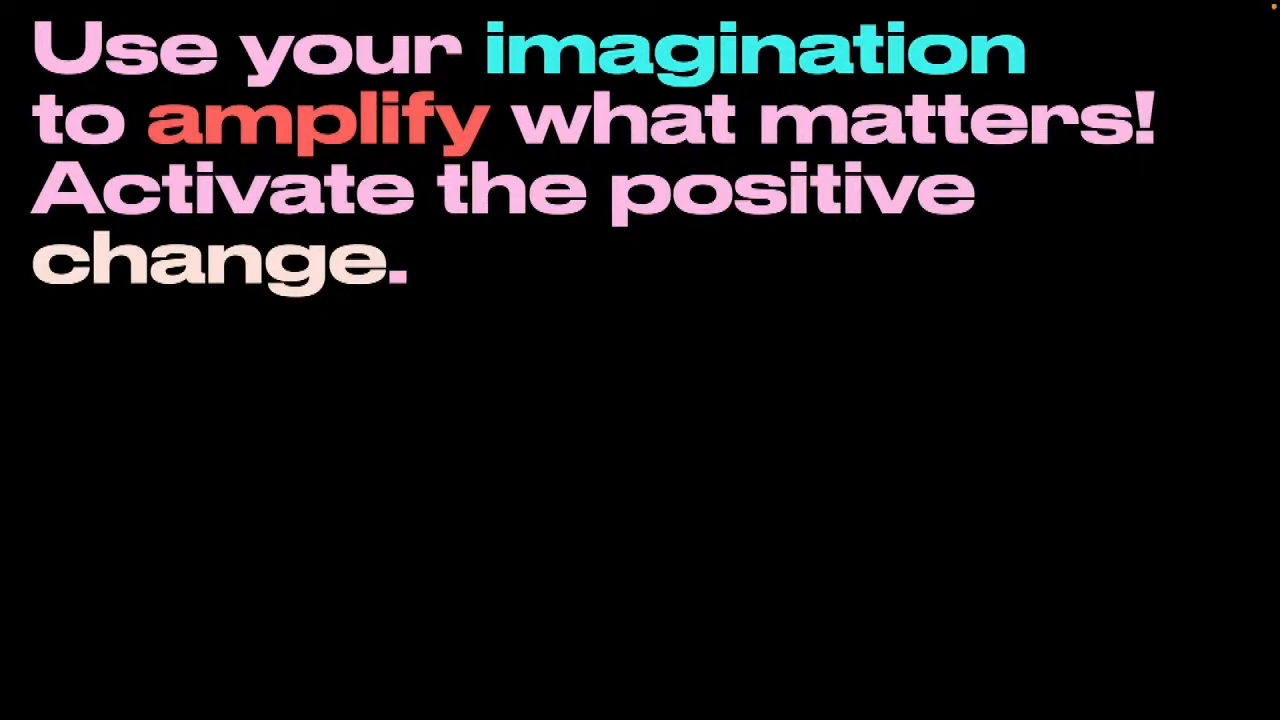 Use your imagination
to amplify what matters!
Activate the positive
change.